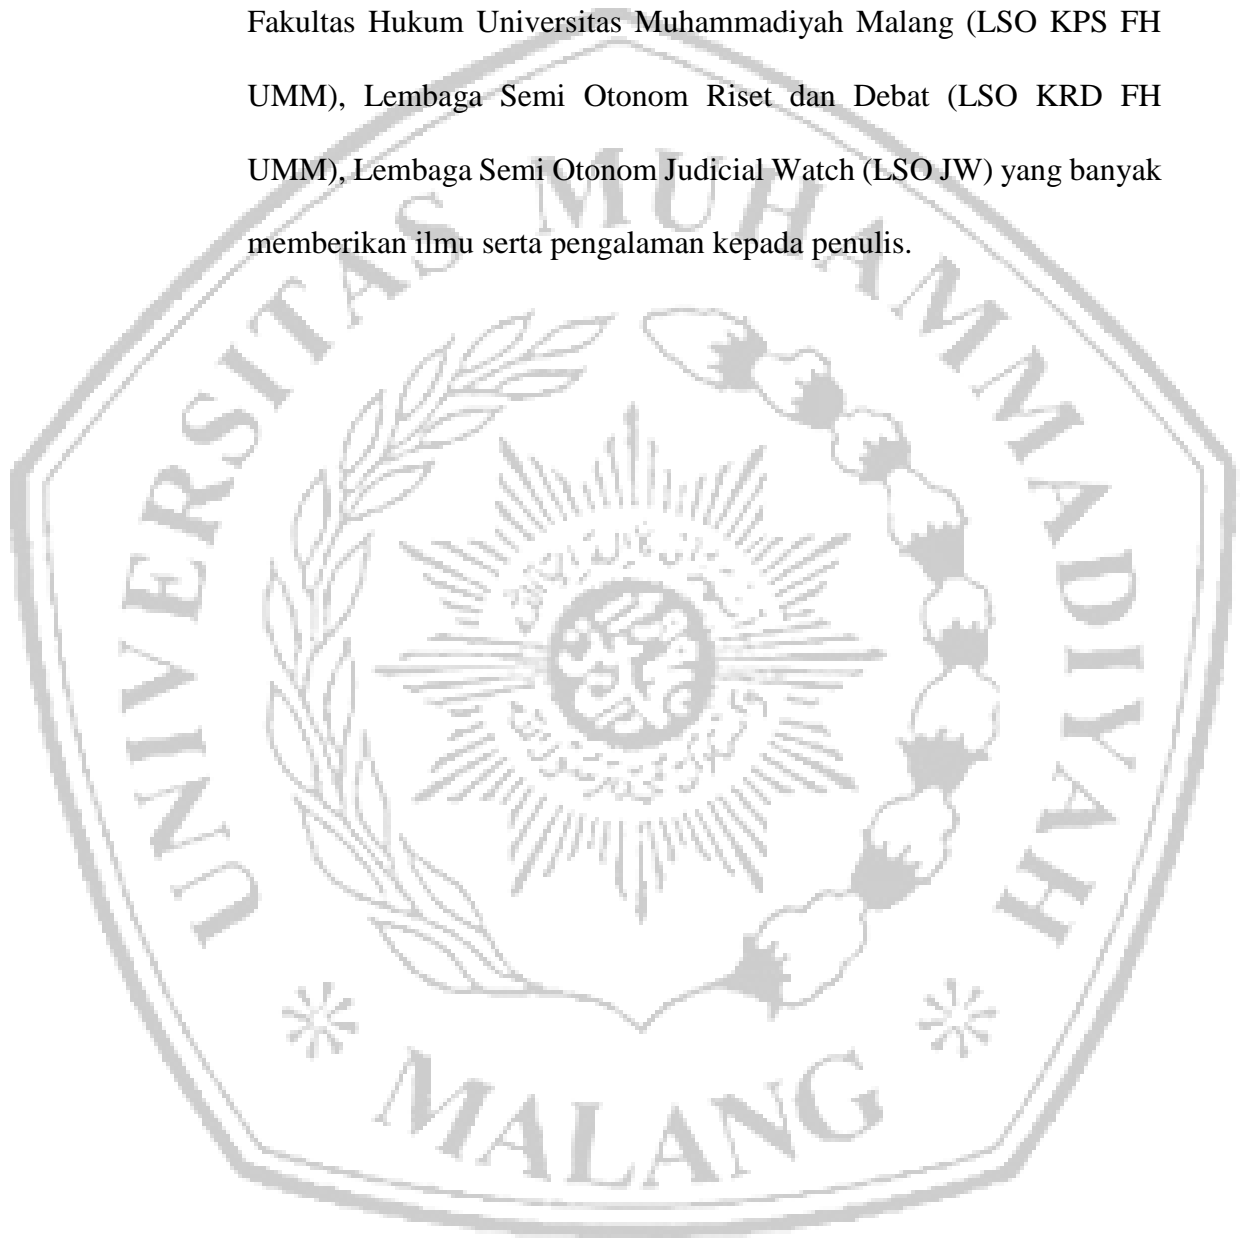 Fakultas Hukum Universitas Muhammadiyah Malang (LSO KPS FH
UMM), Lembaga Semi Otonom Riset dan Debat (LSO KRD FH
UMM), Lembaga Semi Otonom Judicial Watch (LSO JW) yang banyak
memberikan ilmu serta pengalaman kepada penulis.
UNIVERSITAS MUHAMMADIYAH
MALANG